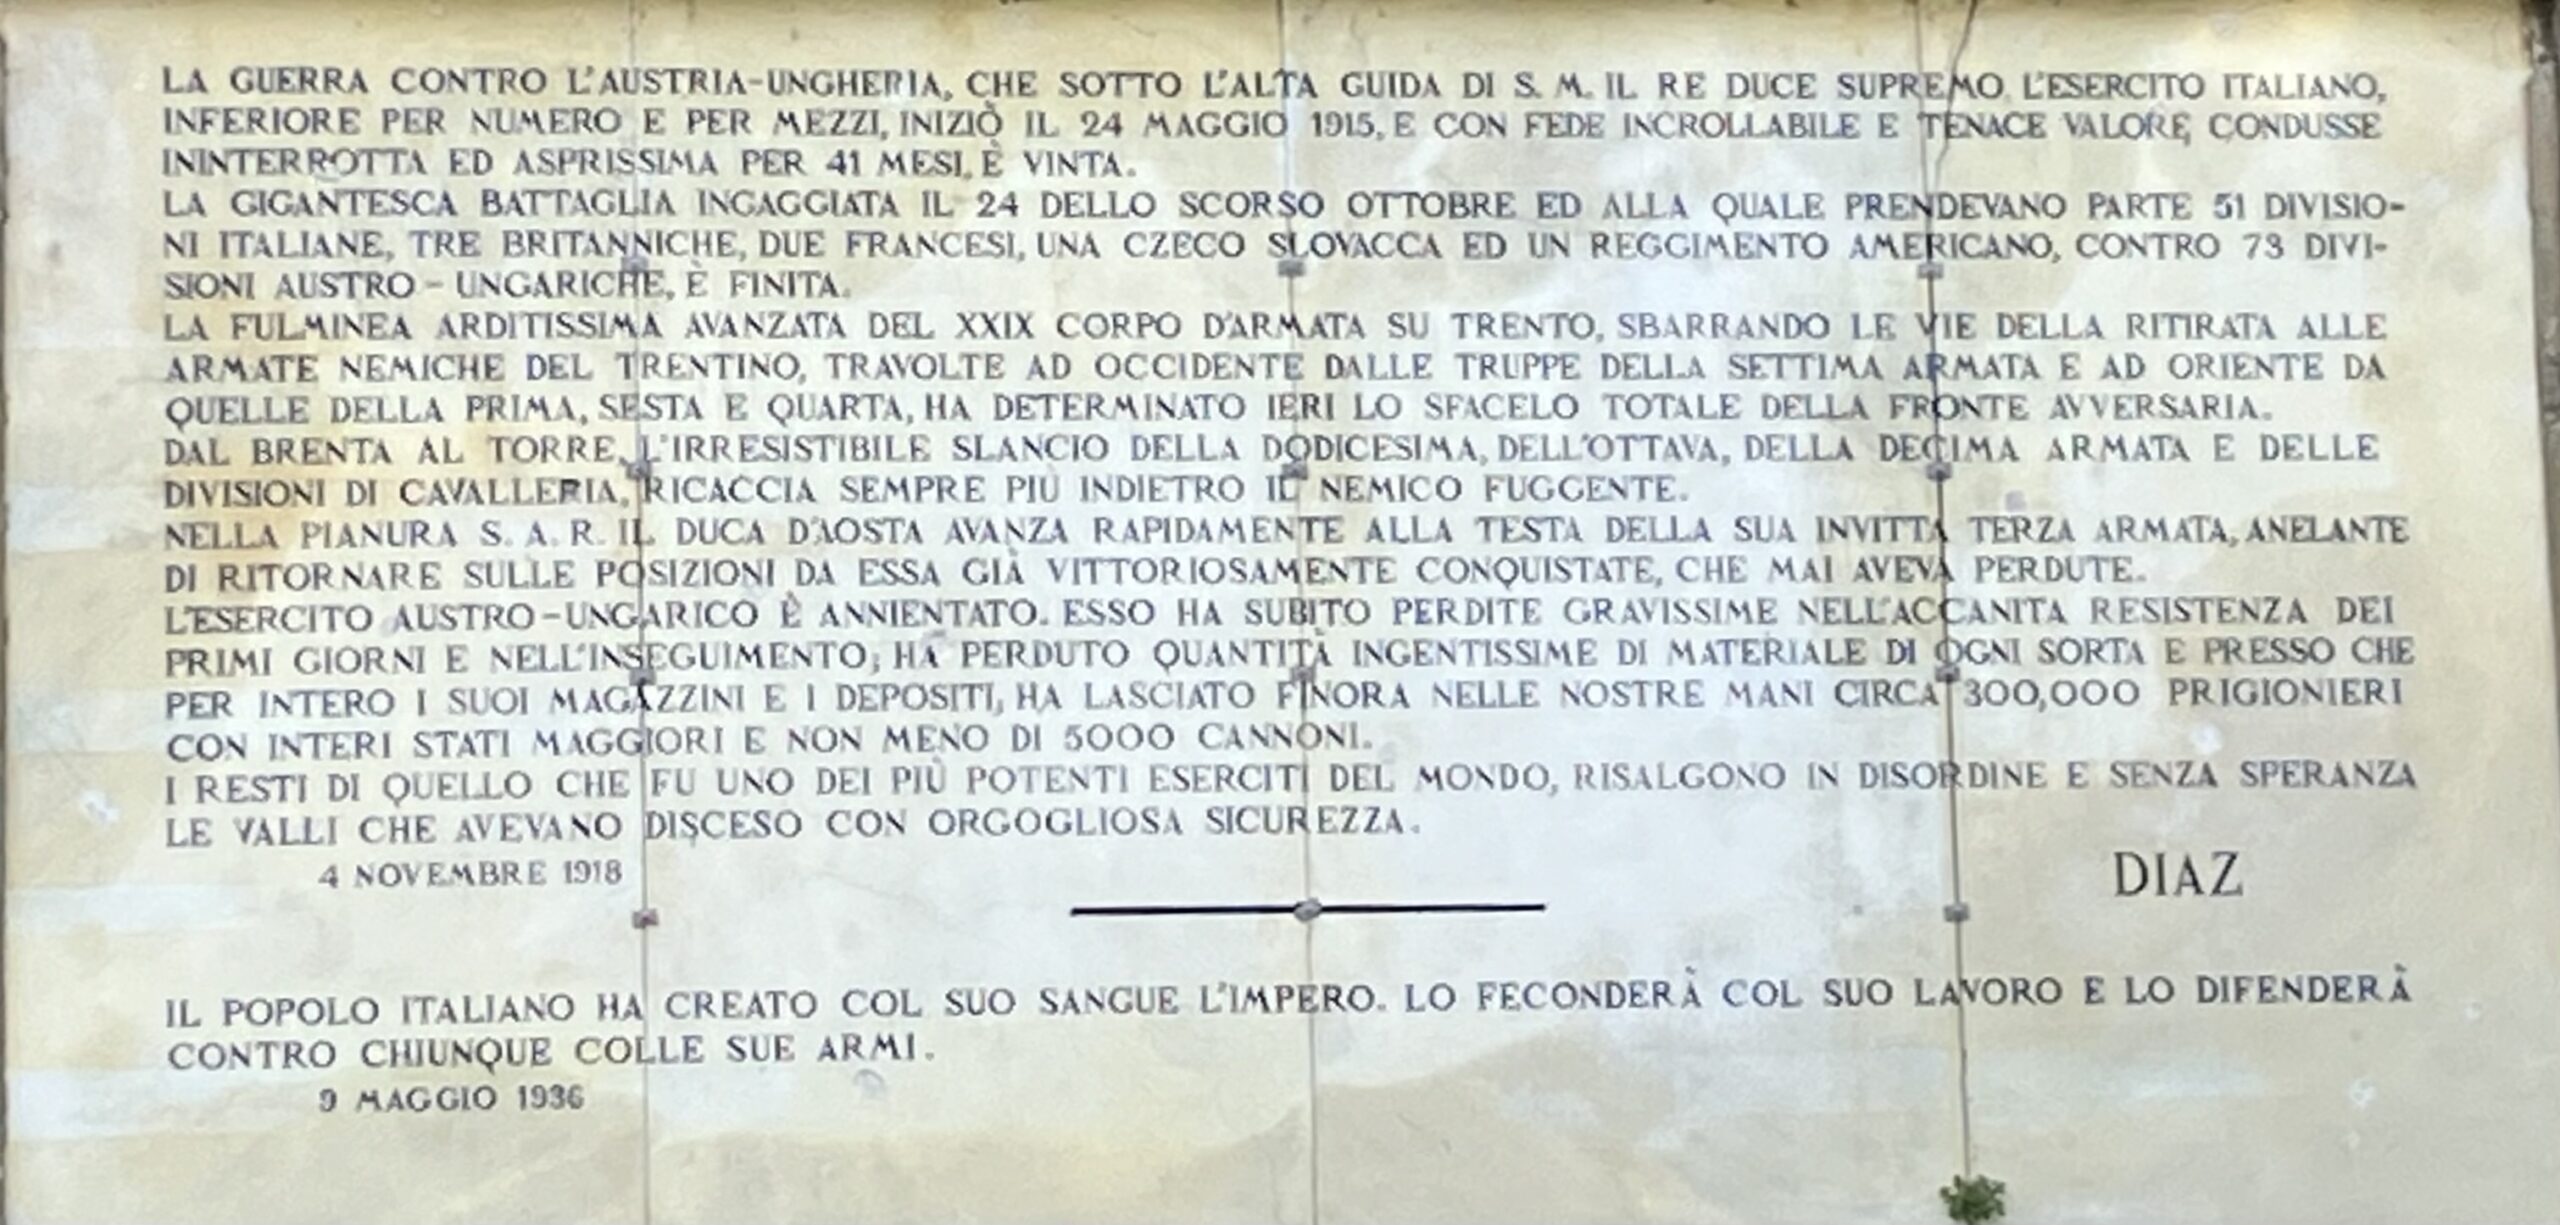 LA GUERRA CONTRO L'AUSTRIA-UNGHERIA, CHE SOTTO L'ALTA GUIDA DI S. M. IL RE DUCE SUPREMO L'ESERCITO ITALIANO,
INFERIORE PER NUMERO E PER MEZZI, INIZIÒ IL 24 MAGGIO 1915, E CON FEDE INCROLLABILE E TENACE VALORE, CONDUSSE
ININTERROTTA ED ASPRISSIMA PER 41 MESI, È VINTA.
LA GIGANTESCA BATTAGLIA INGAGGIATA IL 24 DELLO SCORSO OTTOBRE ED ALLA QUALE PRENDEVANO PARTE 51 DIVISIO-
NI ITALIANE, TRE BRITANNICHE, DUE FRANCESI, UNA CZECO SLOVACCA ED UN REGGIMENTO AMERICANO, CONTRO 73 DIVI-
SIONI AUSTRO-UNGARICHE, È FINITA.
LA FULMINEA ARDITISSIMA AVANZATA DEL XXIX CORPO D'ARMATA SU TRENTO, SBARRANDO LE VIE DELLA RITIRATA ALLE
ARMATE NEMICHE DEL TRENTINO, TRAVOLTE AD OCCIDENTE DALLE TRUPPE DELLA SETTIMA ARMATA E AD ORIENTE DA
QUELLE DELLA PRIMA, SESTA E QUARTA, HA DETERMINATO IERI LO SFACELO TOTALE DELLA FRONTE AVVERSARIA.
DAL BRENTA AL TORRE, L'IRRESISTIBILE SLANCIO DELLA DODICESIMA, DELL'OTTAVA, DELLA DECIMA ARMATA E DELLE
DIVISIONI DI CAVALLERIA, RICACCIA SEMPRE PIÙ INDIETRO IL NEMICO FUGGENTE.
NELLA PIANURA S. A. R. IL DUCA D'AOSTA AVANZA RAPIDAMENTE ALLA TESTA DELLA SUA INVITTA TERZA ARMATA, ANELANTE
DI RITORNARE SULLE POSIZIONI DA ESSA GIÀ VITTORIOSAMENTE CONQUISTATE, CHE MAI AVEVA PERDUTE.
L'ESERCITO AUSTRO-UNGARICO È ANNIENTATO. ESSO HA SUBITO PERDITE GRAVISSIME NELL'ACCANITA RESISTENZA DEI
PRIMI GIORNI E NELL'INSEGUIMENTO; HA PERDUTO QUANTITÀ INGENTISSIME DI MATERIALE DI OGNI SORTA E PRESSO CHE
PER INTERO I SUOI MAGAZZINI E I DEPOSITI, HA LASCIATO FINORA NELLE NOSTRE MANI CIRCA 300,000 PRIGIONIERI
CON INTERI STATI MAGGIORI E NON MENO DI 5000 CANNONI.
I RESTI DI QUELLO CHE FU UNO DEI PIÙ POTENTI ESERCITI DEL MONDO, RISALGONO IN DISORDINE E SENZA SPERANZA
LE VALLI CHE AVEVANO DISCESO CON ORGOGLIOSA SICUREZZA.
4 NOVEMBRE 1918
DIAZ
IL POPOLO ITALIANO HA CREATO COL SUO SANGUE L'IMPERO. LO FECONDERÀ COL SUO LAVORO E LO DIFENDERÀ
CONTRO CHIUNQUE COLLE SUE ARMI.
9 MAGGIO 1936